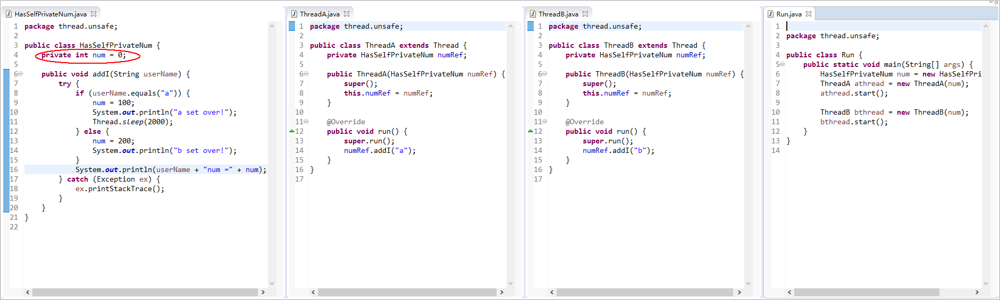 HasSelfPrivateNum.java
1 package thread.unsafe;
2
3 public class HasSelfPrivateNum {
4 private int num = 0;
5
6 public void addI(String userName) {
7 try {
8 if (userName.equals("a")) {
9 num = 100;
10 System.out.println("a set over!");
11 Thread.sleep(2000);
12 } else {
13 num = 200;
14 System.out.println("b set over!");
15 }
16 System.out.println(userName + "num =" + num);
17 } catch (Exception ex) {
18 ex.printStackTrace();
19 }
20 }
21 }
22
ThreadA.java
1 package thread.unsafe;
2
3 public class ThreadA extends Thread {
4 private HasSelfPrivateNum numRef;
5
6 public ThreadA(HasSelfPrivateNum numRef) {
7 super();
8 this.numRef = numRef;
9 }
10
11 @Override
12 public void run() {
13 super.run();
14 numRef.addI("a");
15 }
16 }
17
ThreadB.java
1 package thread.unsafe;
2
3 public class ThreadB extends Thread {
4 private HasSelfPrivateNum numRef;
5
6 public ThreadB(HasSelfPrivateNum numRef) {
7 super();
8 this.numRef = numRef;
9 }
10
11 @Override
12 public void run() {
13 super.run();
14 numRef.addI("b");
15 }
16 }
17
Run.java
1
2 package thread.unsafe;
3
4 public class Run {
5 public static void main(String[] args) {
6 HasSelfPrivateNum num = new HasSelfPri
7 ThreadA athread = new ThreadA(num);
8 athread.start();
9
10 ThreadB bthread = new ThreadB(num);
11 bthread.start();
12 }
13 }
14